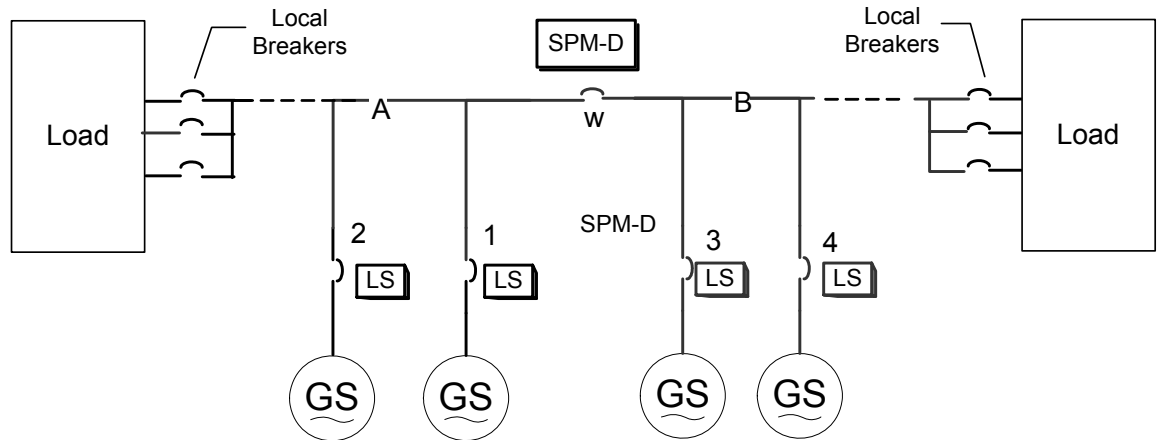 Local
Breakers
SPM-D
Local
Breakers
Load
A
w
B
Load
2
1
SPM-D
3
4
LS
LS
LS
LS
GS
GS
GS
GS